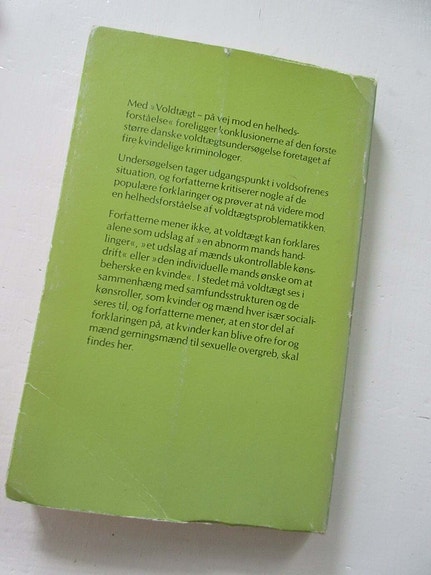 Med »Voldtægt – på vej mod en helheds-
forståelse« foreligger konklusionerne af den første
større danske voldtægtsundersøgelse foretaget af
fire kvindelige kriminologer.
Undersøgelsen tager udgangspunkt i voldsofrenes
situation, og forfatterne kritiserer nogle af de
populære forklaringer og prøver at nå videre mod
en helhedsforståelse af voldtægtsproblematikken.
Forfatterne mener ikke, at voldtægt kan forklares
alene som udslag af »en abnorm mands hand-
linger«, »et udslag af mænds ukontrollable køns-
drift« eller »den individuelle mands ønske om at
beherske en kvinde«. I stedet må voldtægt ses i
sammenhæng med samfundsstrukturen og de
kønsroller, som kvinder og mænd hver især sociali-
seres til, og forfatterne mener, at en stor del af
forklaringen på, at kvinder kan blive ofre for og
mænd gerningsmænd til sexuelle overgreb, skal
findes her.